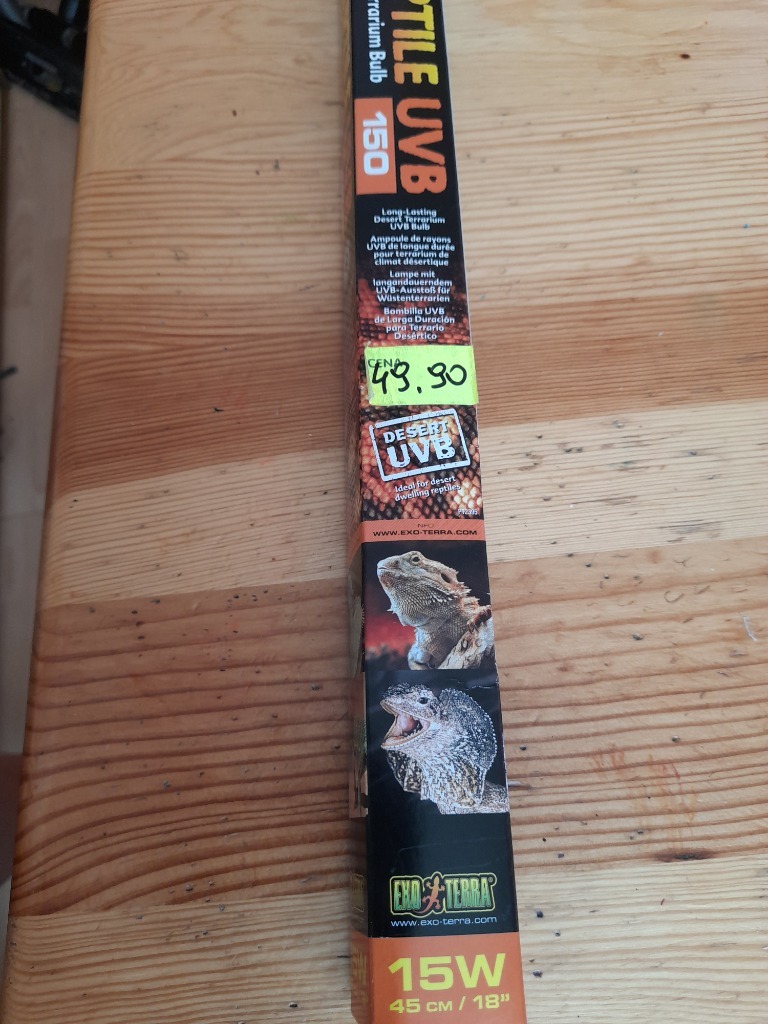 PTILE UVB
rrarium Bulb
150
Long-Lasting
Desert Terrarium
UVB Bulb
Ampoule de rayons
UVB de longue durée
pour terrarium de
climat désertique
Lampe mit
langandauerndem
UVB-Ausstoß für
Wüstenterrarien
Bombilla UVB
de Larga Duración
para Terrario
Desértico
CENA
49.90
DESERT
UVB
Ideal for desert
dwelling reptiles
WWW.EXO-TERRA.COM
EXO TERRA®
www.exo-terra.com
15W
45 CM / 18"